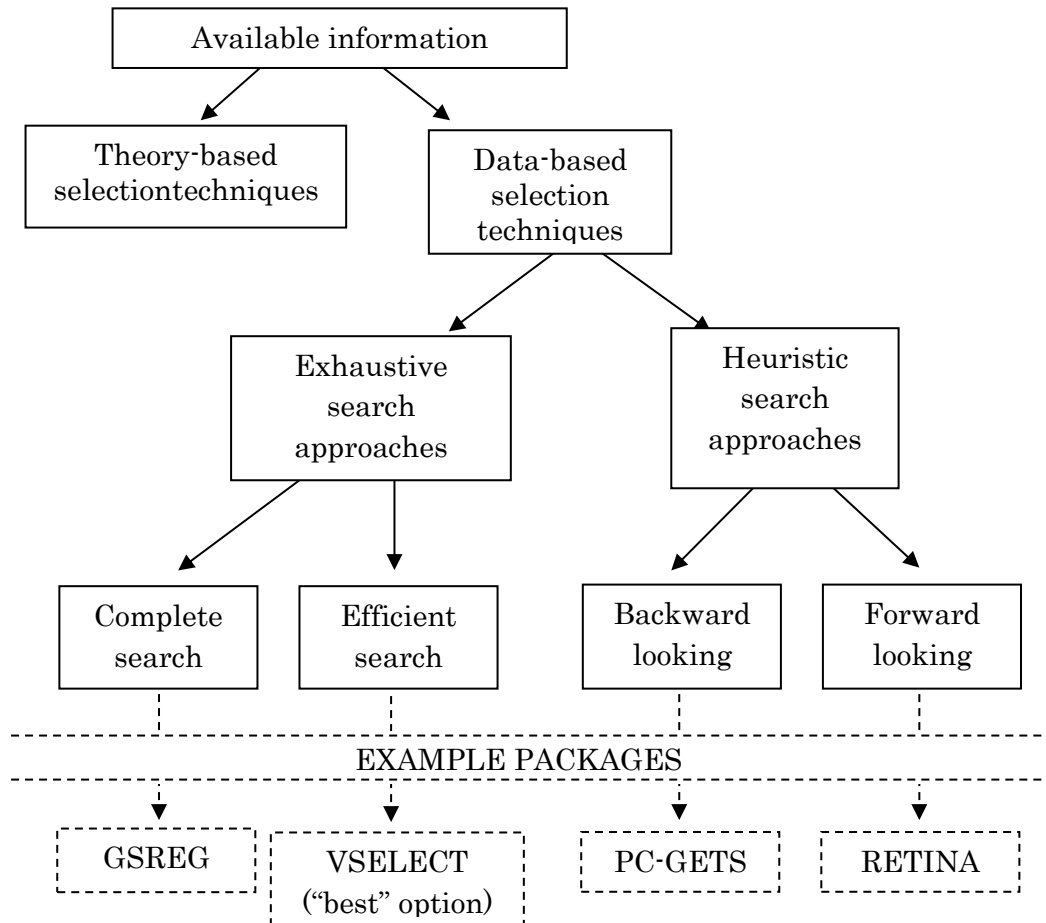 Available information
Theory-based
selectiontechniques
Data-based
selection
techniques
Exhaustive
search
approaches
Heuristic
search
approaches
Complete
search
Efficient
search
Backward
looking
Forward
looking
EXAMPLE PACKAGES
GSREG
VSELECT
(“best” option)
PC-GETS
RETINA